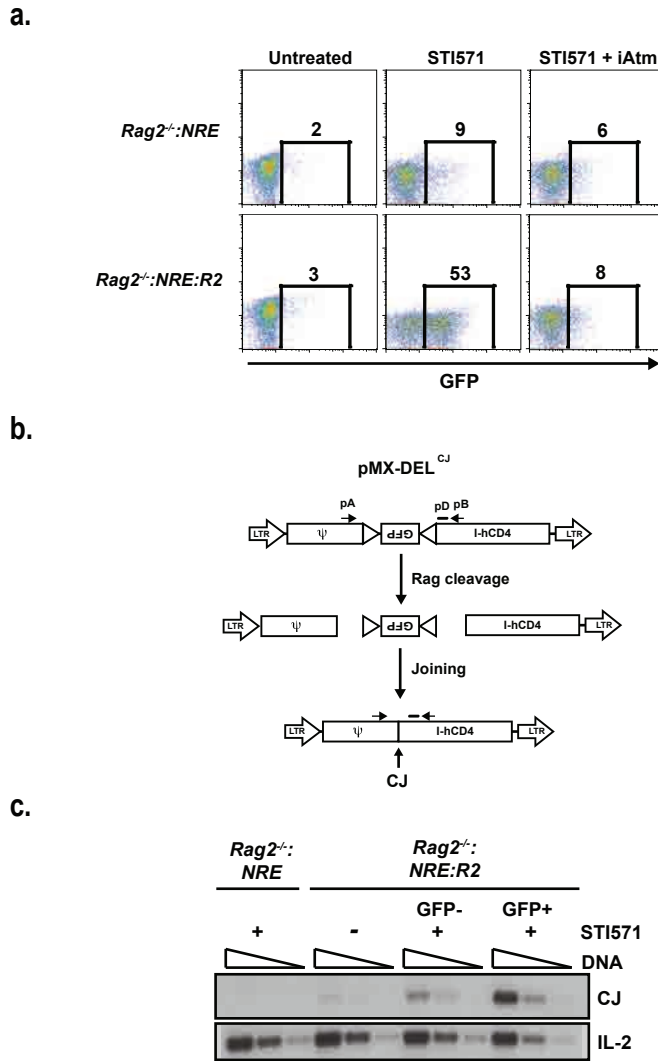 a.
Untreated STI571 STI571 + iAtm
Rag2-/-:NRE 2 9 6
Rag2-/-:NRE:R2 3 53 8
GFP
b.
pMX-DEL CJ
pA pD pB
LTR ψ GFP I-hCD4 LTR
Rag cleavage
LTR ψ GFP I-hCD4 LTR
Joining
LTR ψ I-hCD4 LTR
CJ
c.
Rag2-/-: Rag2-/-:
NRE NRE:R2
GFP- GFP+
+ - + + STI571
DNA
CJ
IL-2